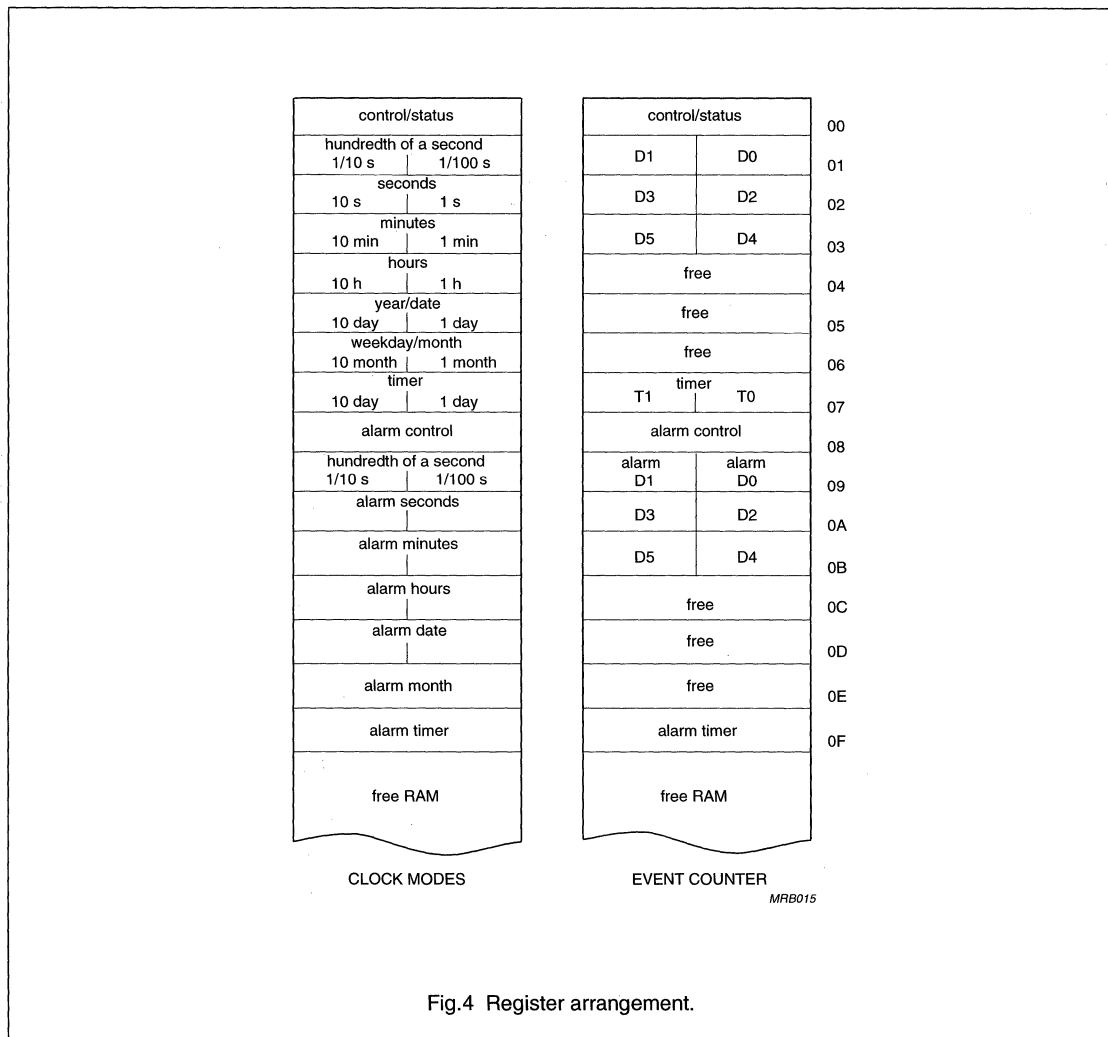 control/status control/status 00
hundredth of a second
1/10 s 1/100 s D1 D0 01
seconds
10 s 1 s D3 D2 02
minutes
10 min 1 min D5 D4 03
hours
10 h 1 h free 04
year/date
10 day 1 day free 05
weekday/month
10 month 1 month free 06
timer timer
10 day 1 day T1 T0 07
alarm control alarm control 08
hundredth of a second alarm alarm
1/10 s 1/100 s D1 D0 09
alarm seconds D3 D2 0A
alarm minutes D5 D4 0B
alarm hours free 0C
alarm date free 0D
alarm month free 0E
alarm timer alarm timer 0F
free RAM free RAM
CLOCK MODES EVENT COUNTER
MRB015
Fig.4 Register arrangement.